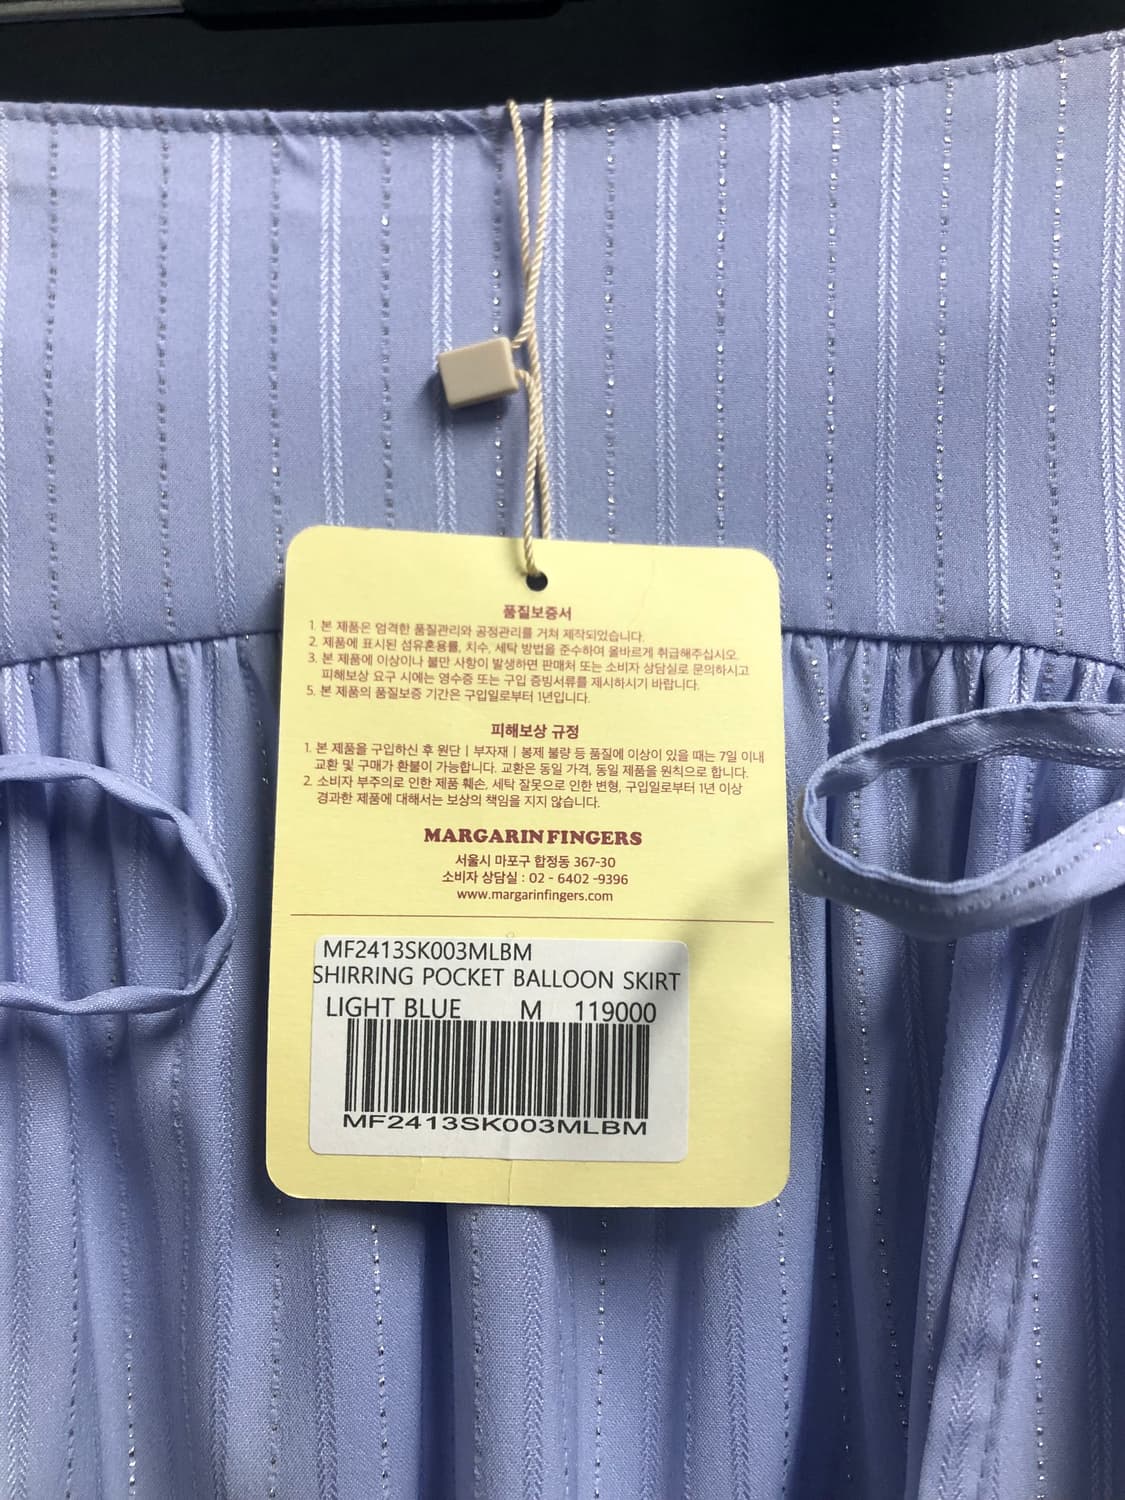 품질보증서
1. 본 제품은 엄격한 품질관리와 공정관리를 거쳐 제작되었습니다.
2. 제품에 표시된 섬유혼용률, 치수, 세탁 방법을 준수하여 올바르게 취급해주십시오.
3. 본 제품에 이상이나 불만 사항이 발생하면 판매처 또는 소비자 상담실로 문의하시고
피해보상 요구 시에는 영수증 또는 구입 증빙서류를 제시하시기 바랍니다.
5. 본 제품의 품질보증 기간은 구입일로부터 1년입니다.
피해보상 규정
1. 본 제품을 구입하신 후 원단 | 부자재 | 봉제 불량 등 품질에 이상이 있을 때는 7일 이내
교환 및 구매가 환불이 가능합니다. 교환은 동일 가격, 동일 제품을 원칙으로 합니다.
2. 소비자 부주의로 인한 제품 훼손, 세탁 잘못으로 인한 변형, 구입일로부터 1년 이상
경과한 제품에 대해서는 보상의 책임을 지지 않습니다.
MARGARIN FINGERS
서울시 마포구 합정동 367-30
소비자 상담실 : 02 - 6402 -9396
www.margarinfingers.com
MF2413SK003MLBM
SHIRRING POCKET BALLOON SKIRT
LIGHT BLUE M 119000
MF2413SK003MLBM